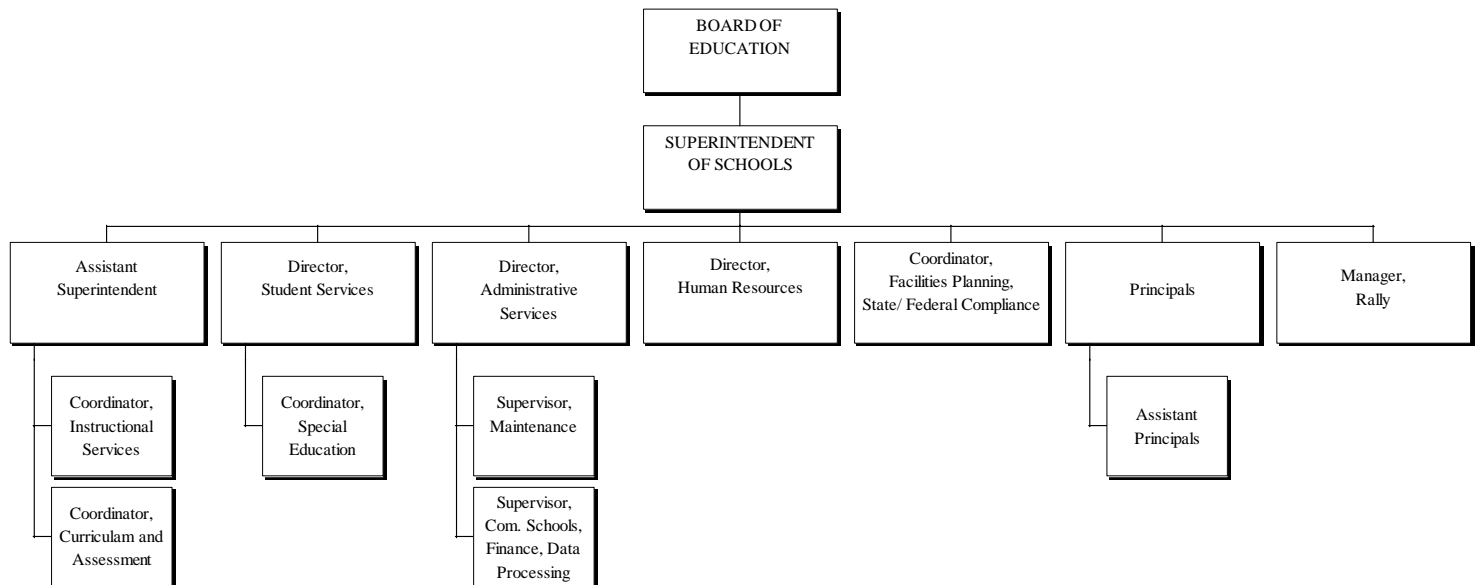 BOARD OF
EDUCATION
SUPERINTENDENT
OF SCHOOLS
Assistant
Superintendent
Director,
Student Services
Director,
Administrative
Services
Director,
Human Resources
Coordinator,
Facilities Planning,
State/ Federal Compliance
Principals
Manager,
Rally
Coordinator,
Instructional
Services
Coordinator,
Special
Education
Supervisor,
Maintenance
Assistant
Principals
Coordinator,
Curriculam and
Assessment
Supervisor,
Com. Schools,
Finance, Data
Processing